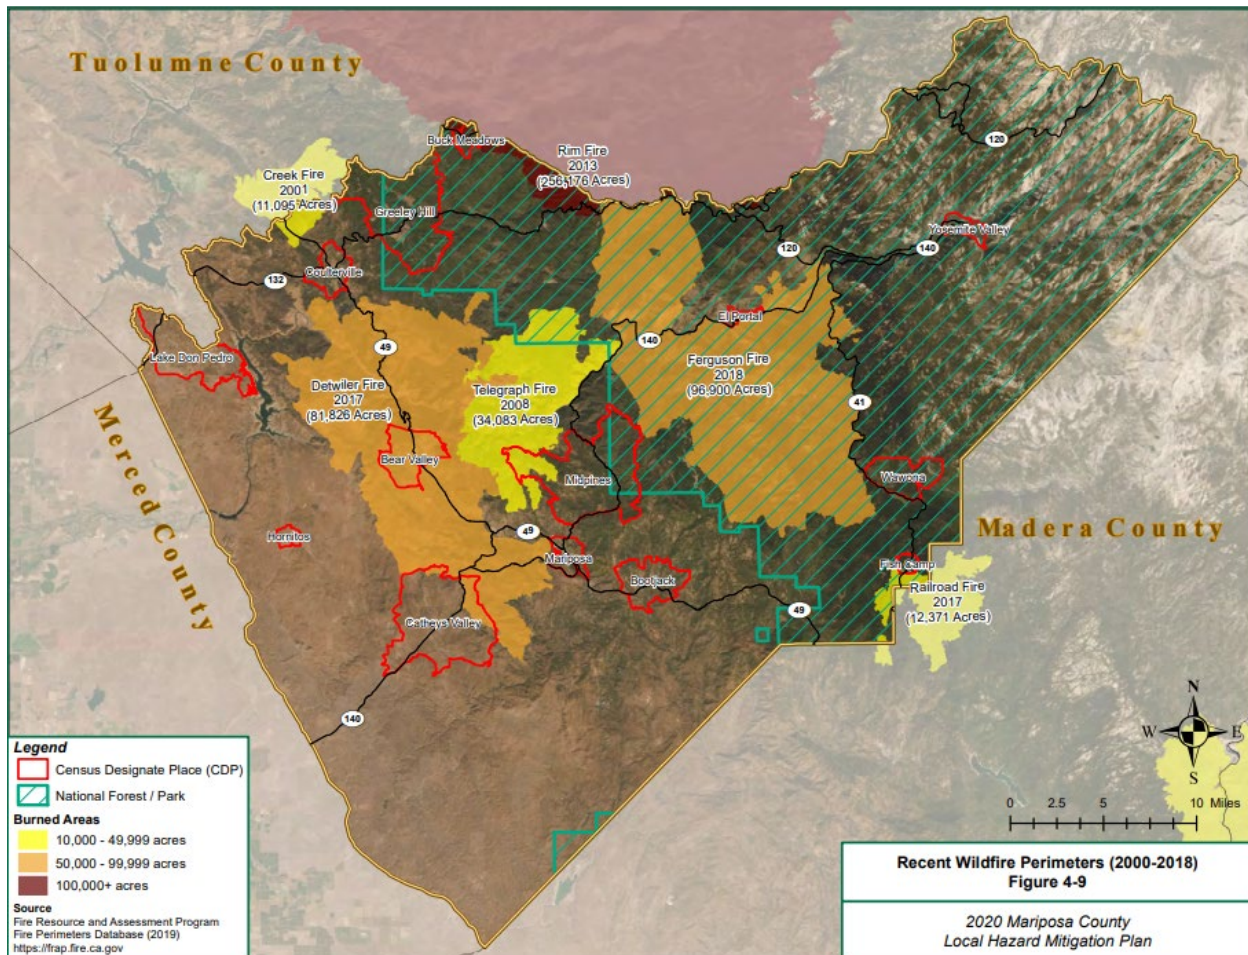 Tuolumne County
Buck Meadows
Rim Fire
2013
(256,176 Acres)
120
Creek Fire
2001
(11,095 Acres)
Greeley Hill
Yosemite Valley
120
140
Coulterville
132
El Portal
140
49
Lake Don Pedro
Ferguson Fire
2018
(96,900 Acres)
Detwiler Fire
2017
(81,826 Acres)
Telegraph Fire
2008
(34,083 Acres)
41
Merced County
Bear Valley
Midpines
Wawona
Madera County
Hornitos
49
Mariposa
Fish Camp
Bootjack
Railroad Fire
2017
(12,371 Acres)
49
Catheys Valley
140
N
W
E
S
Legend
Census Designate Place (CDP)
National Forest / Park
Burned Areas
10,000 - 49,999 acres
50,000 - 99,999 acres
100,000+ acres
Source
Fire Resource and Assessment Program
Fire Perimeters Database (2019)
https://frap.fire.ca.gov
0 2.5 5 10 Miles
Recent Wildfire Perimeters (2000-2018)
Figure 4-9
2020 Mariposa County
Local Hazard Mitigation Plan